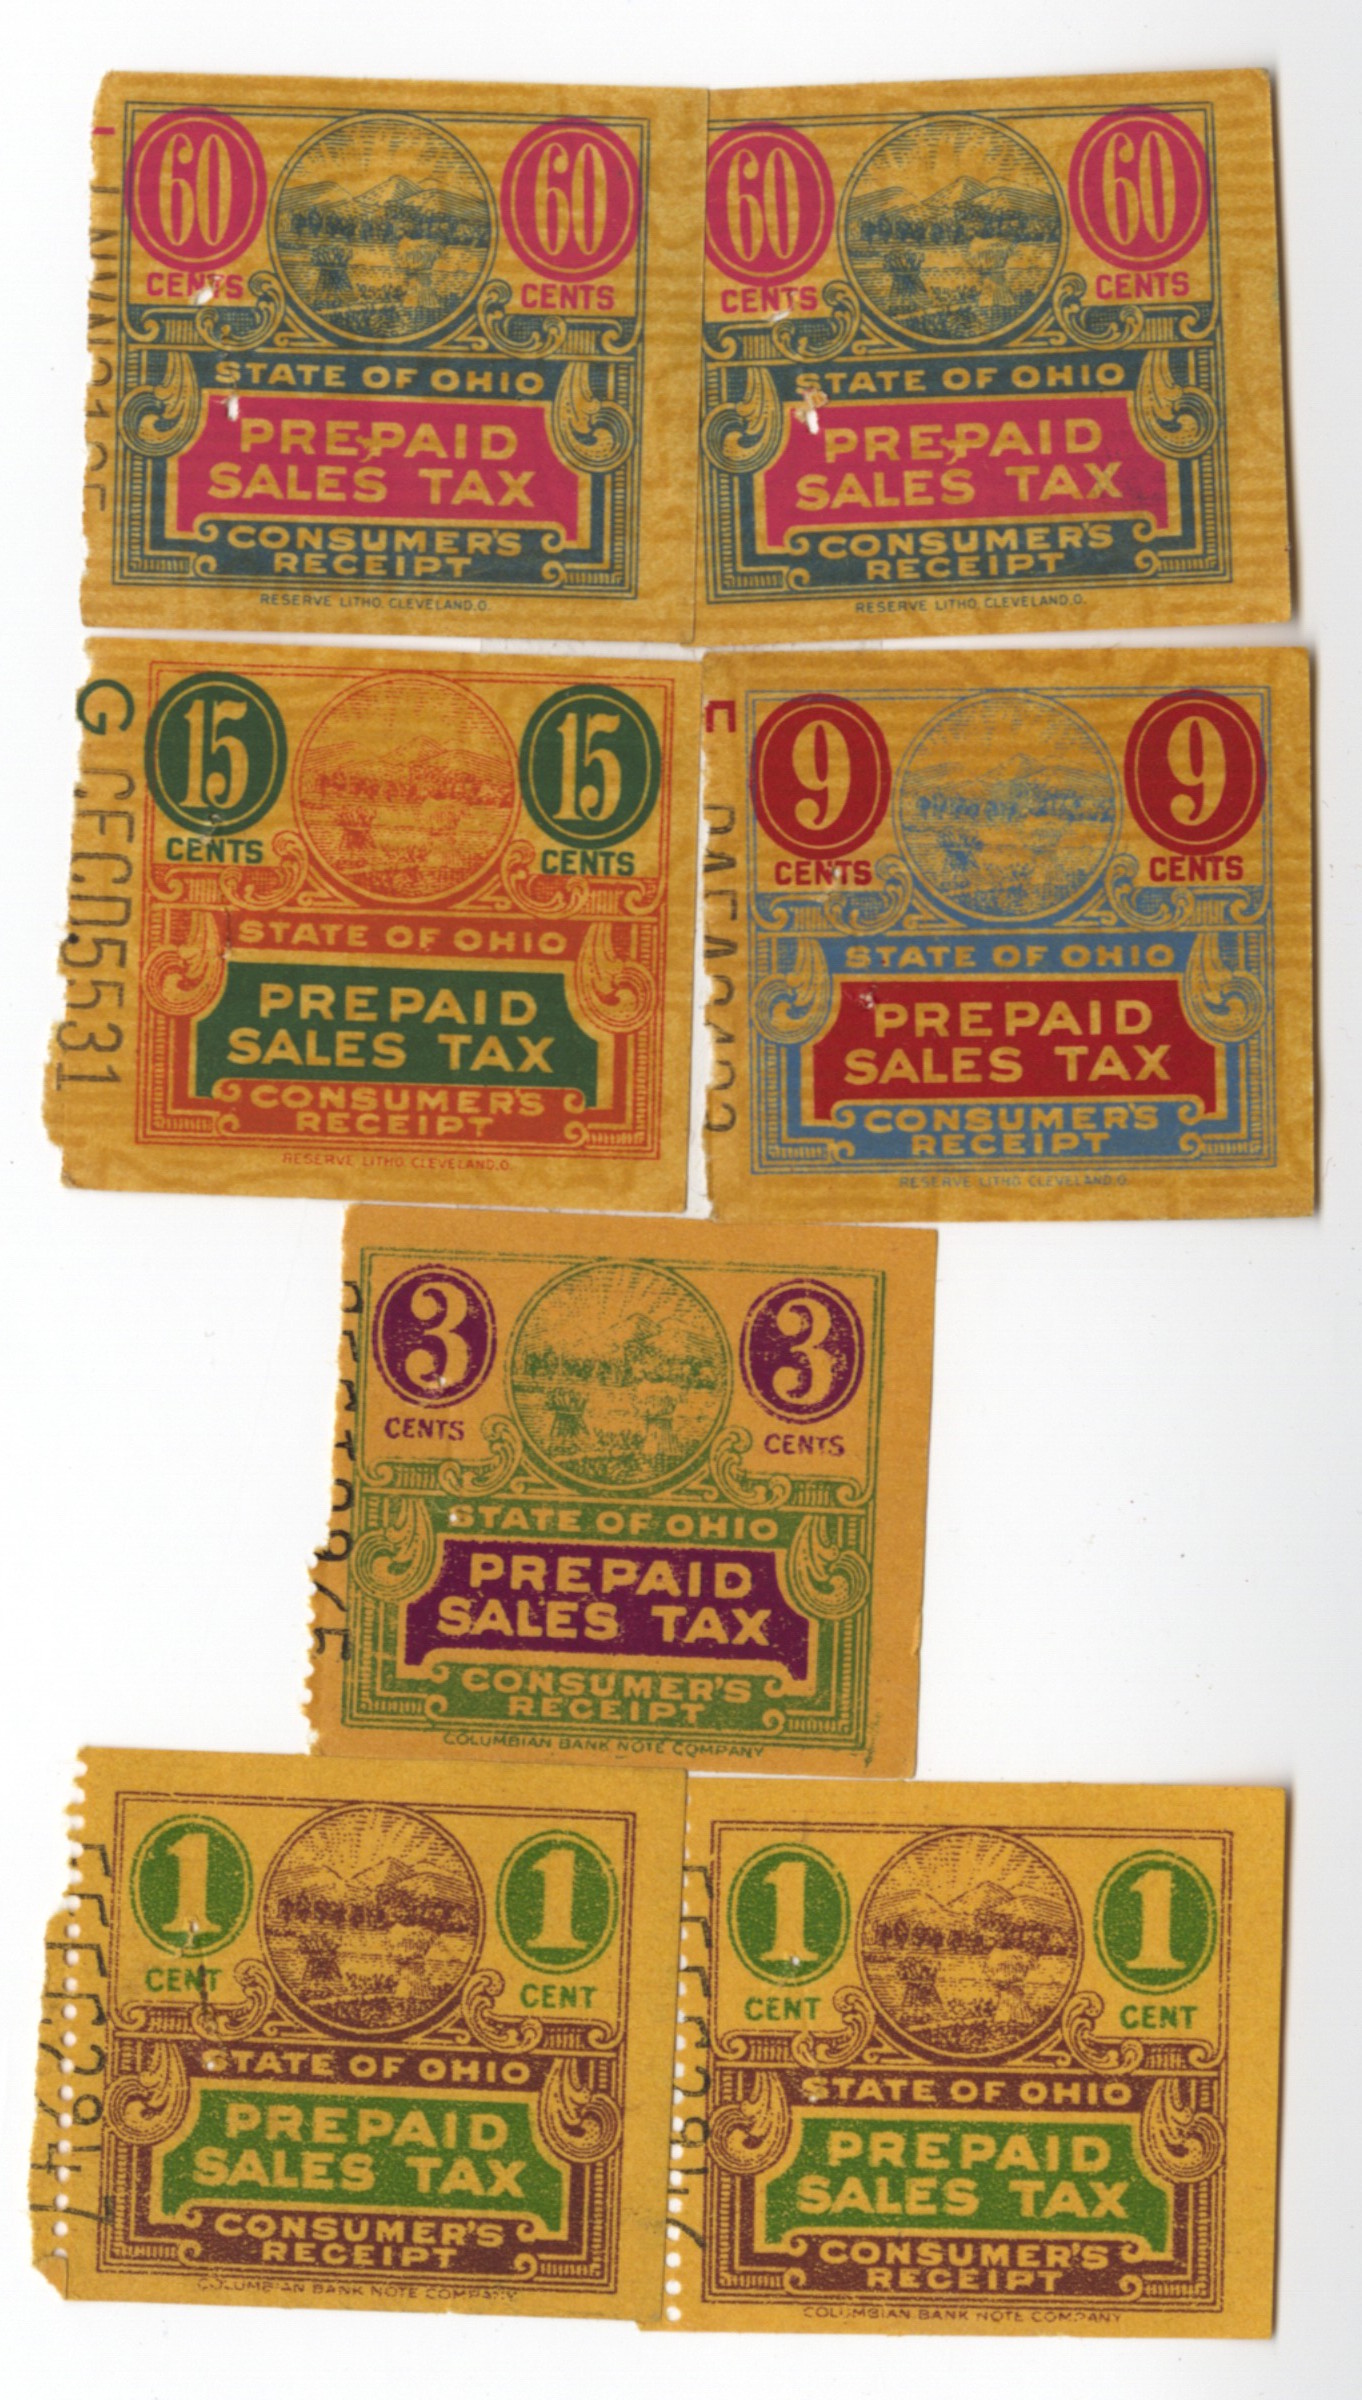 60 60
CENTS CENTS
STATE OF OHIO
PREPAID
SALES TAX
CONSUMER'S
RECEIPT
RESERVE LITHO. CLEVELAND.O.
60 60
CENTS CENTS
STATE OF OHIO
PREPAID
SALES TAX
CONSUMER'S
RECEIPT
RESERVE LITHO. CLEVELAND.O.
G
15 15
CENTS CENTS
STATE OF OHIO
PREPAID
SALES TAX
CONSUMER'S
RECEIPT
RESERVE LITHO. CLEVELAND.O.
9 9
CENTS CENTS
STATE OF OHIO
PREPAID
SALES TAX
CONSUMER'S
RECEIPT
RESERVE LITHO. CLEVELAND.O.
3 3
CENTS CENTS
STATE OF OHIO
PREPAID
SALES TAX
CONSUMER'S
RECEIPT
COLUMBIAN BANK NOTE COMPANY
1 1
CENT CENT
STATE OF OHIO
PREPAID
SALES TAX
CONSUMER'S
RECEIPT
COLUMBIAN BANK NOTE COMPANY
1 1
CENT CENT
STATE OF OHIO
PREPAID
SALES TAX
CONSUMER'S
RECEIPT
COLUMBIAN BANK NOTE COMPANY